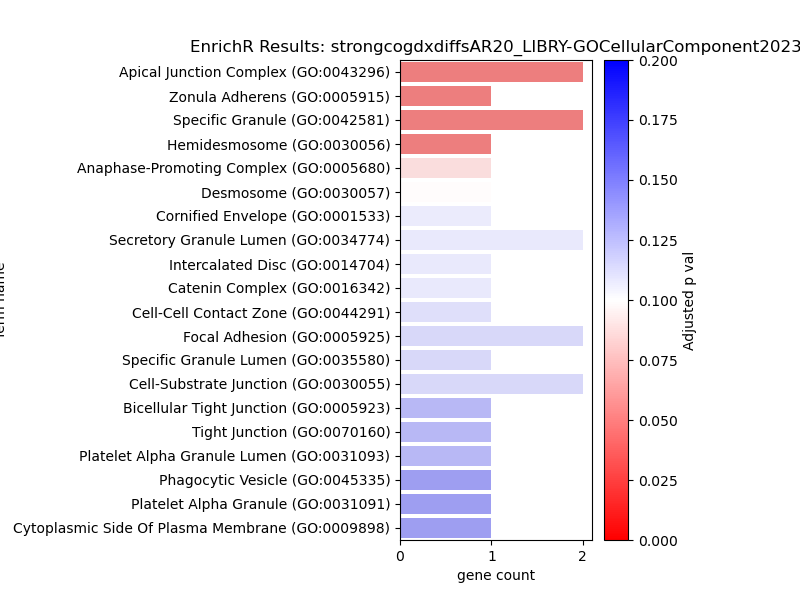 EnrichR Results: strongcogdxdiffsAR20_LIBRY-GOCellularComponent2023
Apical Junction Complex (GO:0043296)
Zonula Adherens (GO:0005915)
Specific Granule (GO:0042581)
Hemidesmosome (GO:0030056)
Anaphase-Promoting Complex (GO:0005680)
Desmosome (GO:0030057)
Cornified Envelope (GO:0001533)
Secretory Granule Lumen (GO:0034774)
Intercalated Disc (GO:0014704)
Catenin Complex (GO:0016342)
Cell-Cell Contact Zone (GO:0044291)
Focal Adhesion (GO:0005925)
Specific Granule Lumen (GO:0035580)
Cell-Substrate Junction (GO:0030055)
Bicellular Tight Junction (GO:0005923)
Tight Junction (GO:0070160)
Platelet Alpha Granule Lumen (GO:0031093)
Phagocytic Vesicle (GO:0045335)
Platelet Alpha Granule (GO:0031091)
Cytoplasmic Side Of Plasma Membrane (GO:0009898)
0 1 2
gene count
0.200
0.175
0.150
0.125
0.100
0.075
0.050
0.025
0.000
Adjusted p val